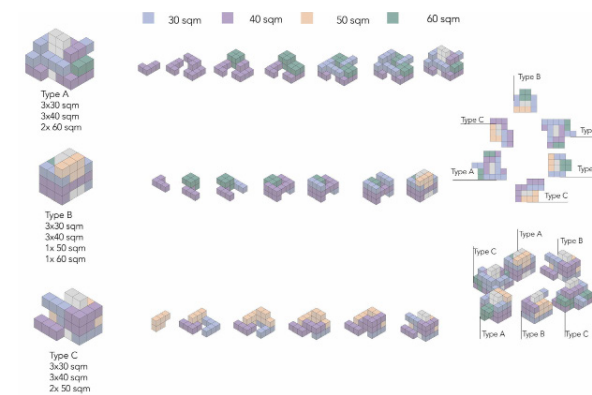 30 sqm
40 sqm
50 sqm
60 sqm
Type A
3x30 sqm
3x40 sqm
2x 60 sqm
Type B
3x30 sqm
3x40 sqm
1x 50 sqm
1x 60 sqm
Type C
3x30 sqm
3x40 sqm
2x 50 sqm
Type B
Type C
Type
Type
Type A
Type C
Type A
Type C
Type B
Type A
Type B
Type C